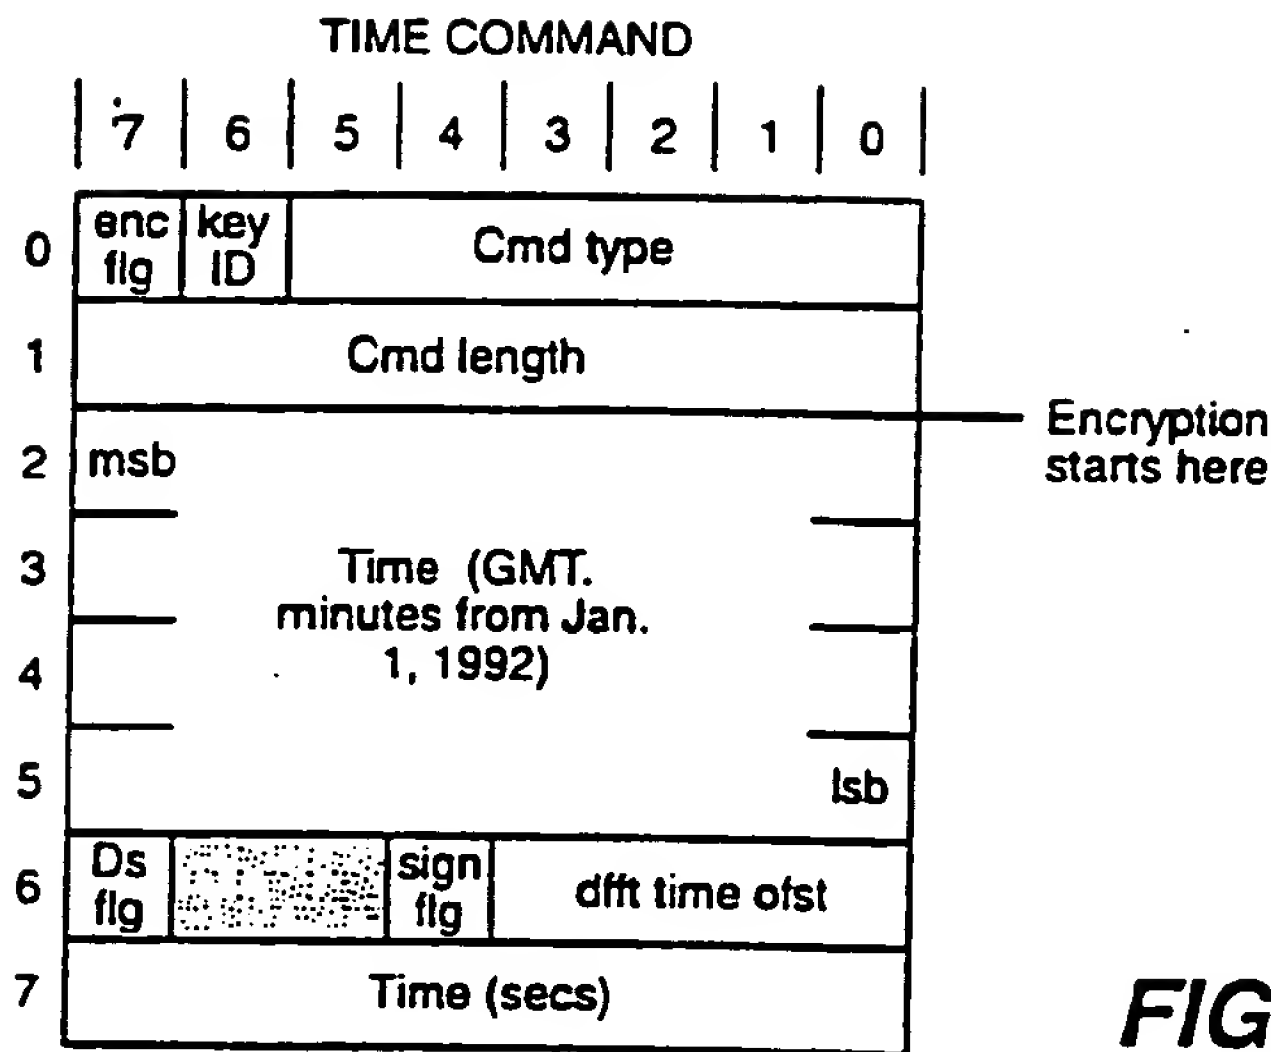 TIME COMMAND
7 6 5 4 3 2 1 0
0 enc flg key ID Cmd type
1 Cmd length
Encryption
starts here
2 msb
3 Time (GMT.
minutes from Jan.
4 1, 1992)
5 lsb
6 Ds flg sign flg dfft time ofst
7 Time (secs)
FIG